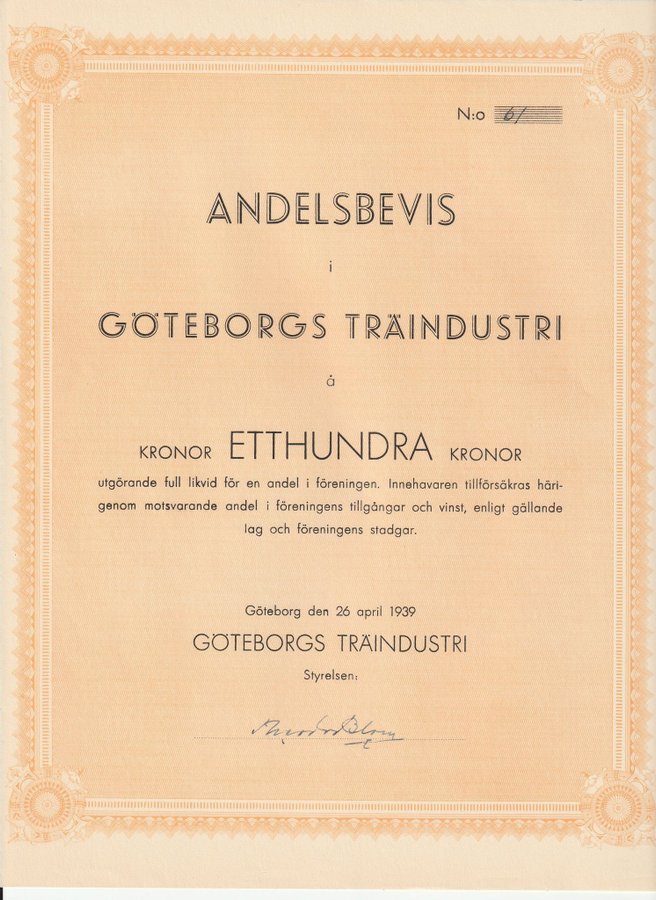 N:o 61
ANDELSBEVIS
i
GÖTEBORGS TRÄINDUSTRI
å
KRONOR ETTHUNDRA KRONOR
utgörande full likvid för en andel i föreningen. Innehavaren tillförsäkras häri-
genom motsvarande andel i föreningens tillgångar och vinst, enligt gällande
lag och föreningens stadgar.
Göteborg den 26 april 1939
GÖTEBORGS TRÄINDUSTRI
Styrelsen: